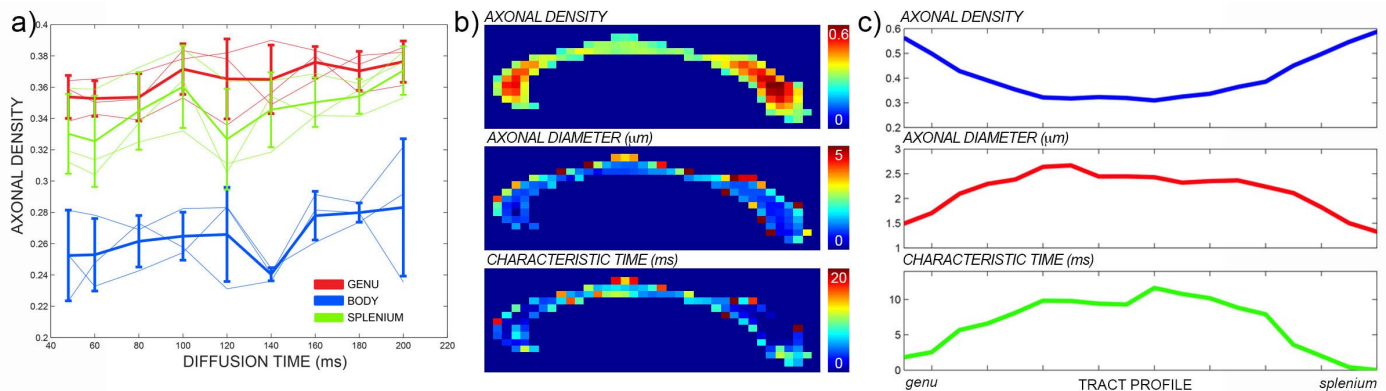 a)
0.4
0.38
0.36
0.34
0.32
0.3
0.28
0.26
0.24
0.22
0.2
AXONAL DENSITY
40 60 80 100 120 140 160 180 200 220
DIFFUSION TIME (ms)
GENU
BODY
SPLENIUM
b)
AXONAL DENSITY
0.6
0
AXONAL DIAMETER (μm)
5
0
CHARACTERISTIC TIME (ms)
20
0
c)
AXONAL DENSITY
0.6
0.5
0.4
0.3
0.2
AXONAL DIAMETER (μm)
3
2.5
2
1.5
1
CHARACTERISTIC TIME (ms)
10
5
0
genu TRACT PROFILE splenium